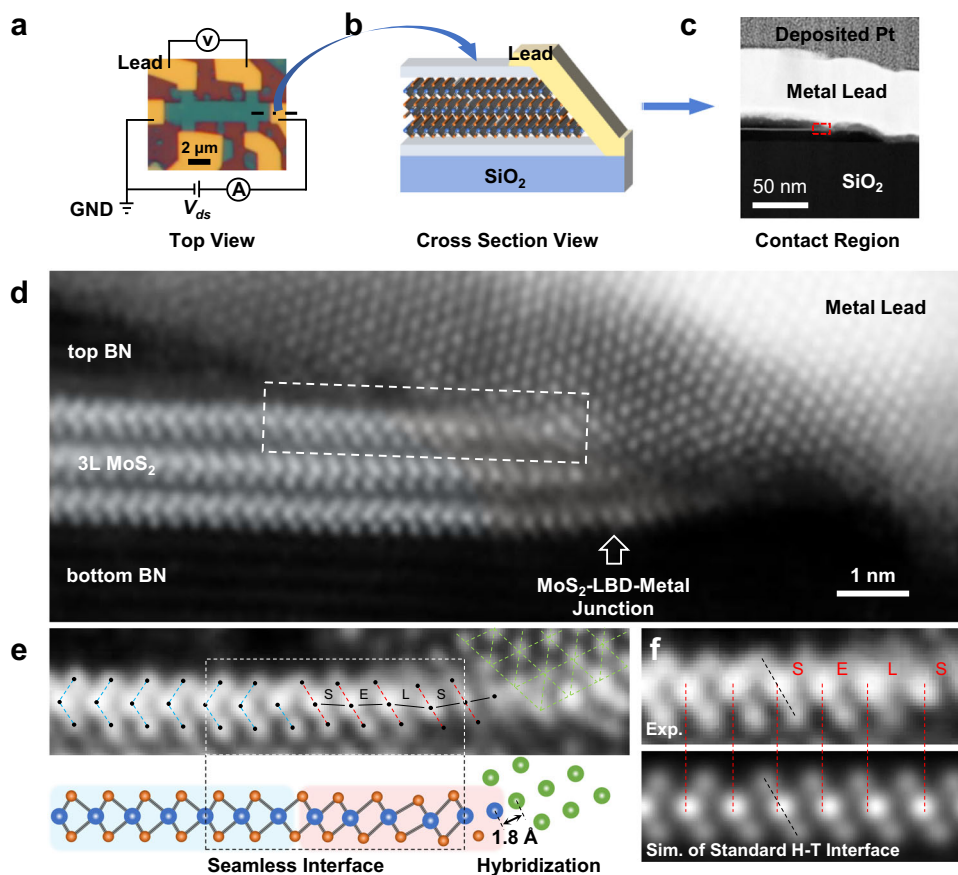 a
V
Lead
2 μm
A
GND
Vds
Top View
b
Lead
SiO2
Cross Section View
c
Deposited Pt
Metal Lead
SiO2
50 nm
Contact Region
d
Metal Lead
top BN
3L MoS2
bottom BN
MoS2-LBD-Metal
Junction
1 nm
e
S E L S
1.8 Å
Seamless Interface
Hybridization
f
S E L S
Exp.
Sim. of Standard H-T Interface